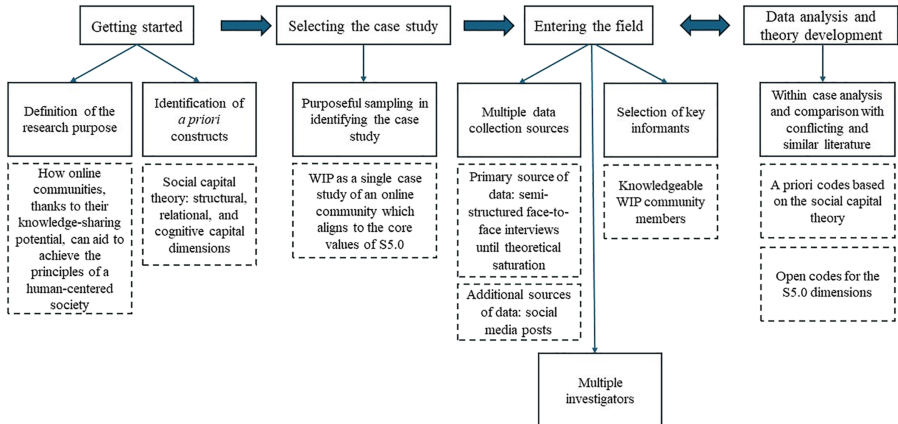 Getting started
Selecting the case study
Entering the field
Data analysis and
theory development
Definition of the
research purpose
Identification of
a priori
constructs
Purposeful sampling in
identifying the case
study
Multiple data
collection sources
Selection of key
informants
Within case analysis
and comparison with
conflicting and
similar literature
How online
communities,
thanks to their
knowledge-sharing
potential, can aid to
achieve the
principles of a
human-centered
society
Social capital
theory: structural,
relational, and
cognitive capital
dimensions
WIP as a single case
study of an online
community which
aligns to the core
values of S5.0
Primary source of
data: semi-
structured face-to-
face interviews
until theoretical
saturation
Additional sources
of data: social
media posts
Knowledgeable
WIP community
members
A priori codes based
on the social capital
theory
Open codes for the
S5.0 dimensions
Multiple
investigators